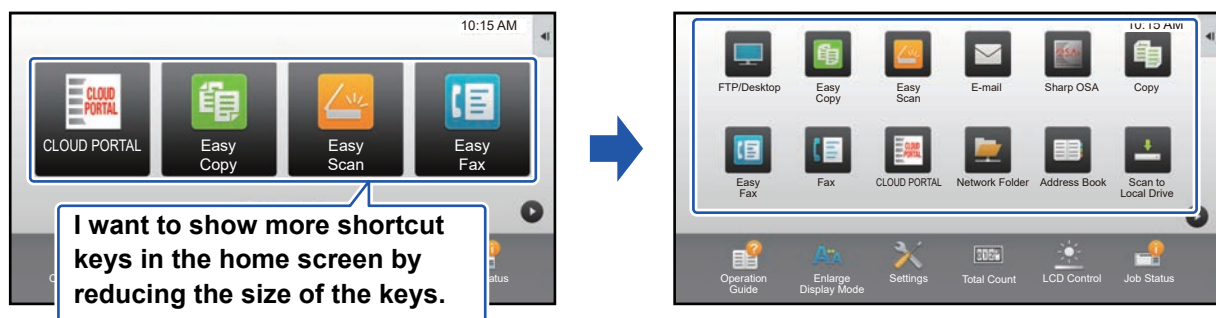 10:15 AM
CLOUD
PORTAL
CLOUD PORTAL
Easy
Copy
Easy
Scan
Easy
Fax
I want to show more shortcut
keys in the home screen by
reducing the size of the keys.
10:15 AM
FTP/Desktop
Easy
Copy
Easy
Scan
E-mail
Sharp OSA
Copy
Easy
Fax
Fax
CLOUD PORTAL
Network Folder
Address Book
Scan to
Local Drive
Operation
Guide
Enlarge
Display Mode
Settings
Total Count
LCD Control
Job Status